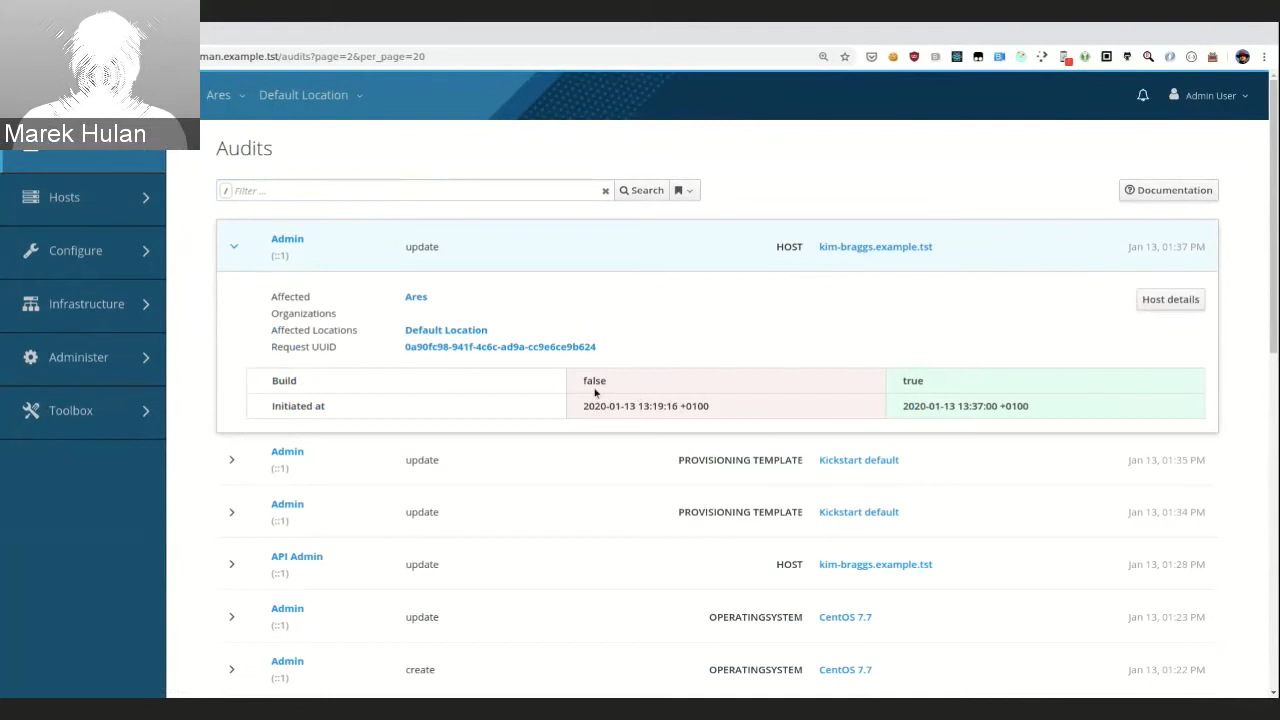 man.example.tst/audits?page=2&per_page=20
Ares Default Location Admin User
Marek Hulan
Audits
Hosts
Configure
Infrastructure
Administer
Toolbox
/ Filter ... × Search Documentation
Admin
(::1)
update HOST kim-braggs.example.tst Jan 13, 01:37 PM
Affected Organizations Ares Host details
Affected Locations Default Location
Request UUID 0a90fc98-941f-4c6c-ad9a-cc9e6ce9b624
Build false true
Initiated at 2020-01-13 13:19:16 +0100 2020-01-13 13:37:00 +0100
Admin
(::1)
update PROVISIONING TEMPLATE Kickstart default Jan 13, 01:35 PM
Admin
(::1)
update PROVISIONING TEMPLATE Kickstart default Jan 13, 01:34 PM
API Admin
(::1)
update HOST kim-braggs.example.tst Jan 13, 01:28 PM
Admin
(::1)
update OPERATINGSYSTEM CentOS 7.7 Jan 13, 01:23 PM
Admin
(::1)
create OPERATINGSYSTEM CentOS 7.7 Jan 13, 01:22 PM